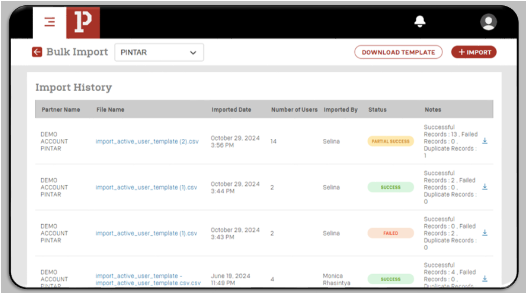 P
Bulk Import
PINTAR
DOWNLOAD TEMPLATE
+ IMPORT
Import History
Partner Name File Name Imported Date Number of Users Imported By Status Notes
DEMO
ACCOUNT
PINTAR
import_active_user_template (2).csv
October 29, 2024
3:56 PM
14
Selina
PARTIAL SUCCESS
Successful
Records : 13 , Failed
Records : 0 ,
Duplicate Records :
1
DEMO
ACCOUNT
PINTAR
import_active_user_template (1).csv
October 29, 2024
3:44 PM
2
Selina
SUCCESS
Successful
Records : 2 , Failed
Records : 0 ,
Duplicate Records :
0
DEMO
ACCOUNT
PINTAR
import_active_user_template (1).csv
October 29, 2024
3:43 PM
2
Selina
FAILED
Successful
Records : 0 , Failed
Records : 2 ,
Duplicate Records :
0
DEMO
ACCOUNT
PINTAR
import_active_user_template -
import_active_user_template.csv.csv
June 19, 2024
11:49 PM
4
Monica
SUCCESS
Successful
Records : 4 , Failed
Records : 0 ,
Duplicate Records